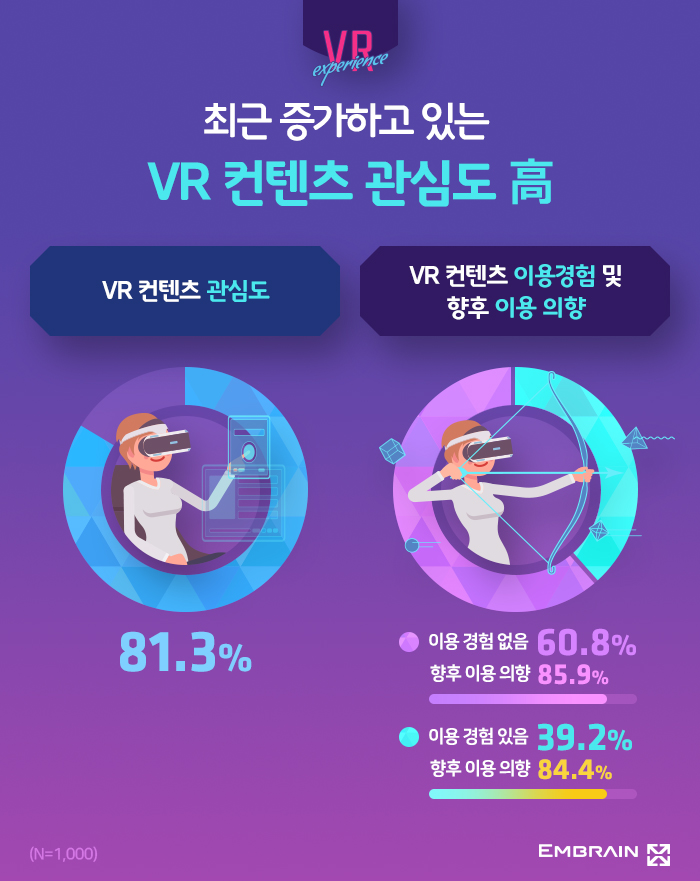 VR
experience
최근 증가하고 있는
VR 컨텐츠 관심도 高
VR 컨텐츠 관심도
VR 컨텐츠 이용경험 및
향후 이용 의향
81.3%
이용 경험 없음 60.8%
향후 이용 의향 85.9%
이용 경험 있음 39.2%
향후 이용 의향 84.4%
(N=1,000)
EMBRAIN